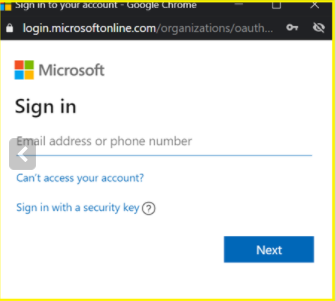 Sign in to your account - Google Chrome
login.microsoftonline.com/organizations/oauth...
Microsoft
Sign in
Email address or phone number
Can't access your account?
Sign in with a security key ?
Next